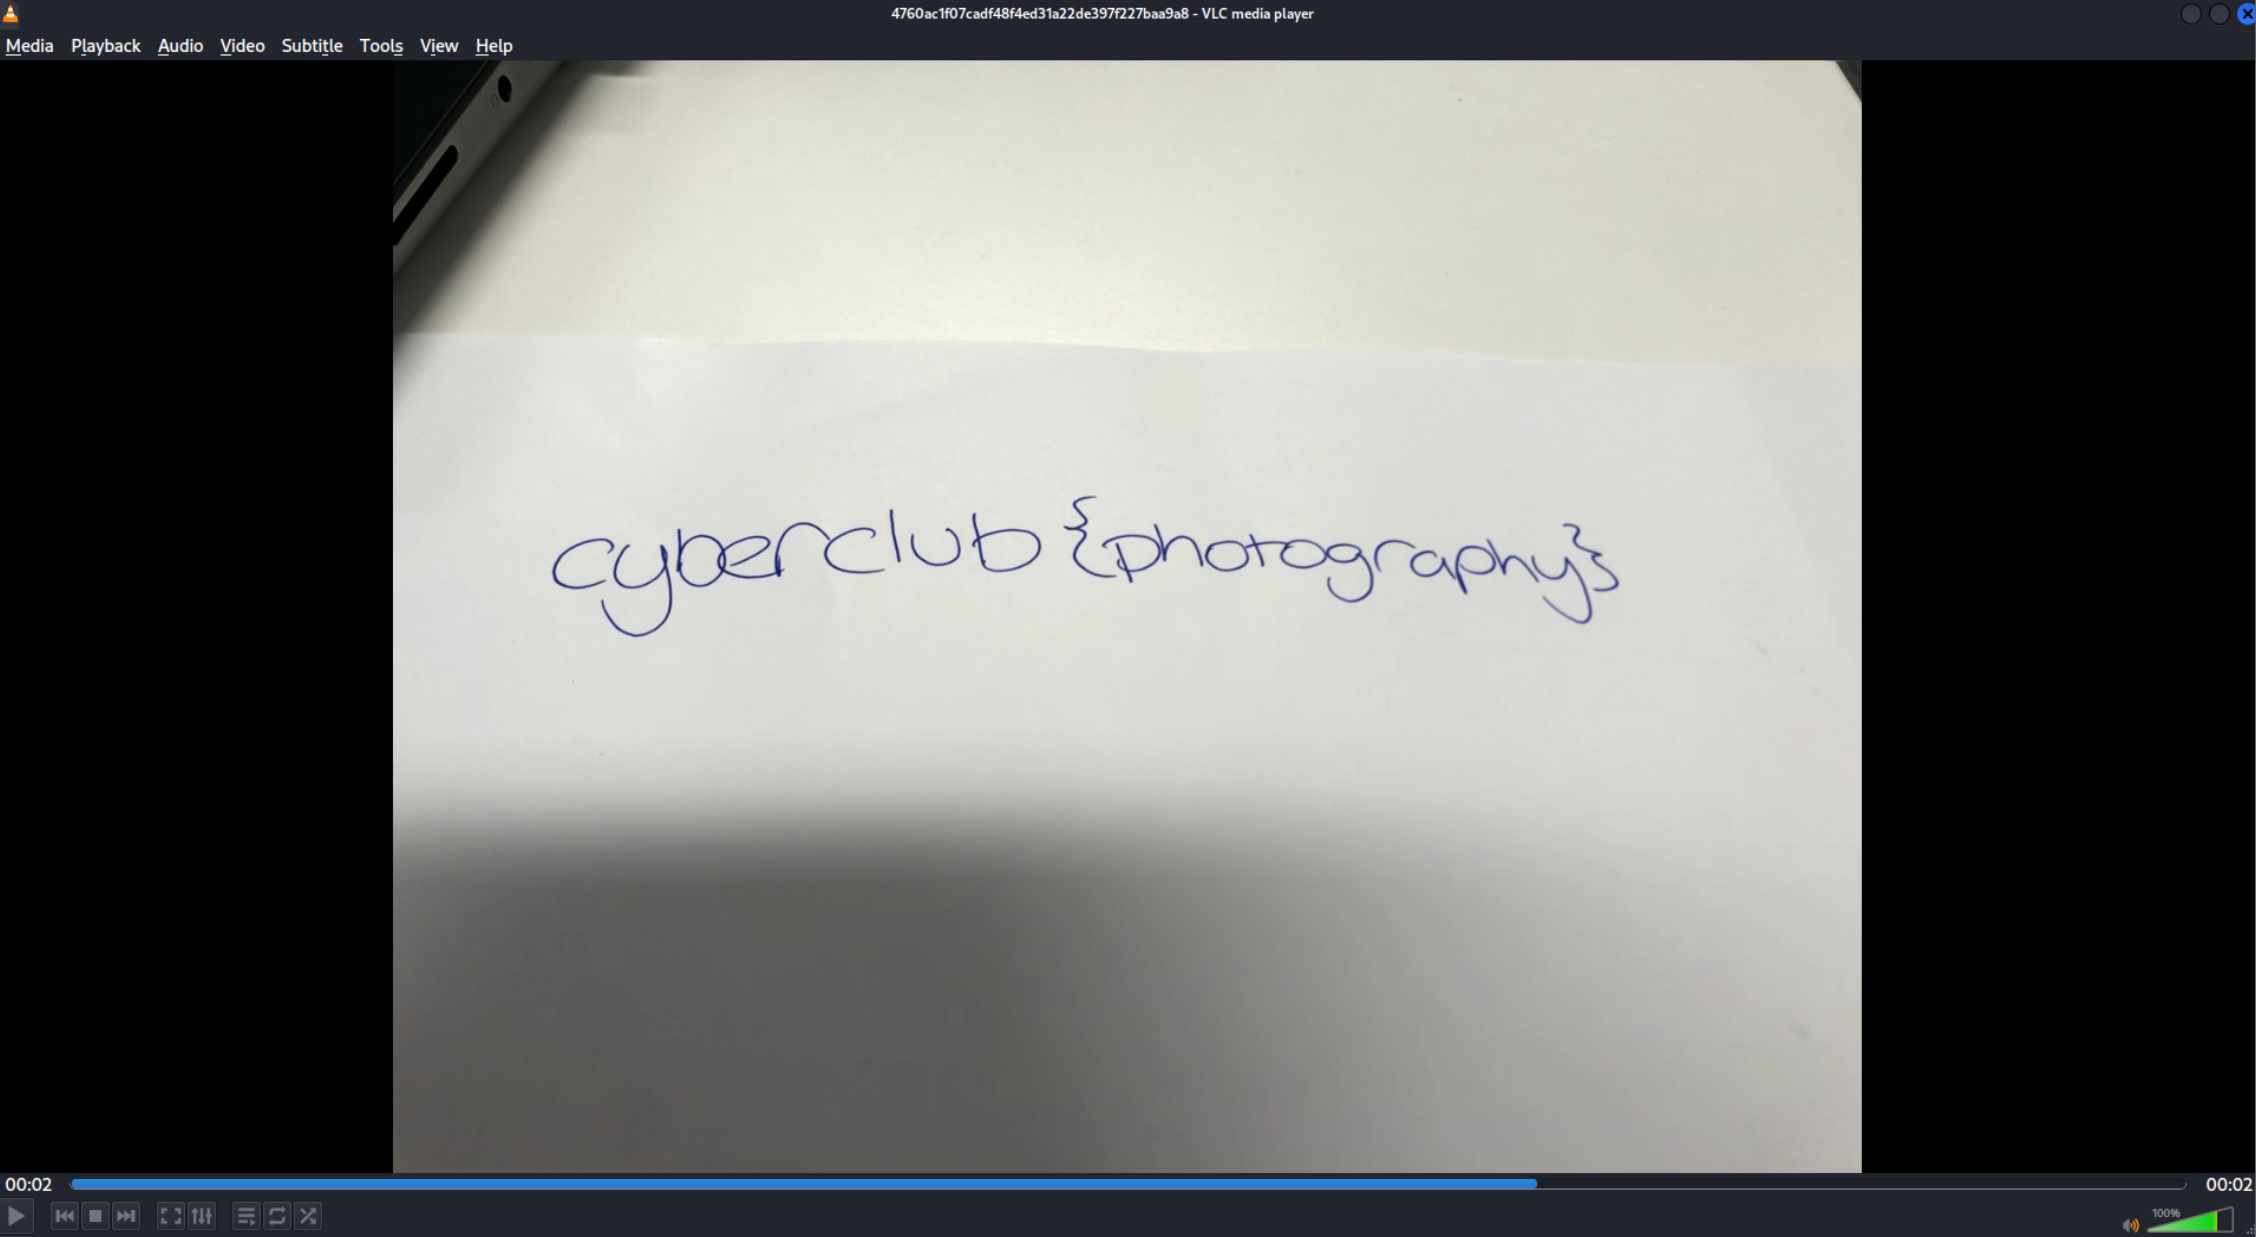 4760ac1f07cadf48f4ed31a22de397f227baa9a8 - VLC media player
Media Playback Audio Video Subtitle Tools View Help
cyberclub{photography}
00:02 00:02
100%